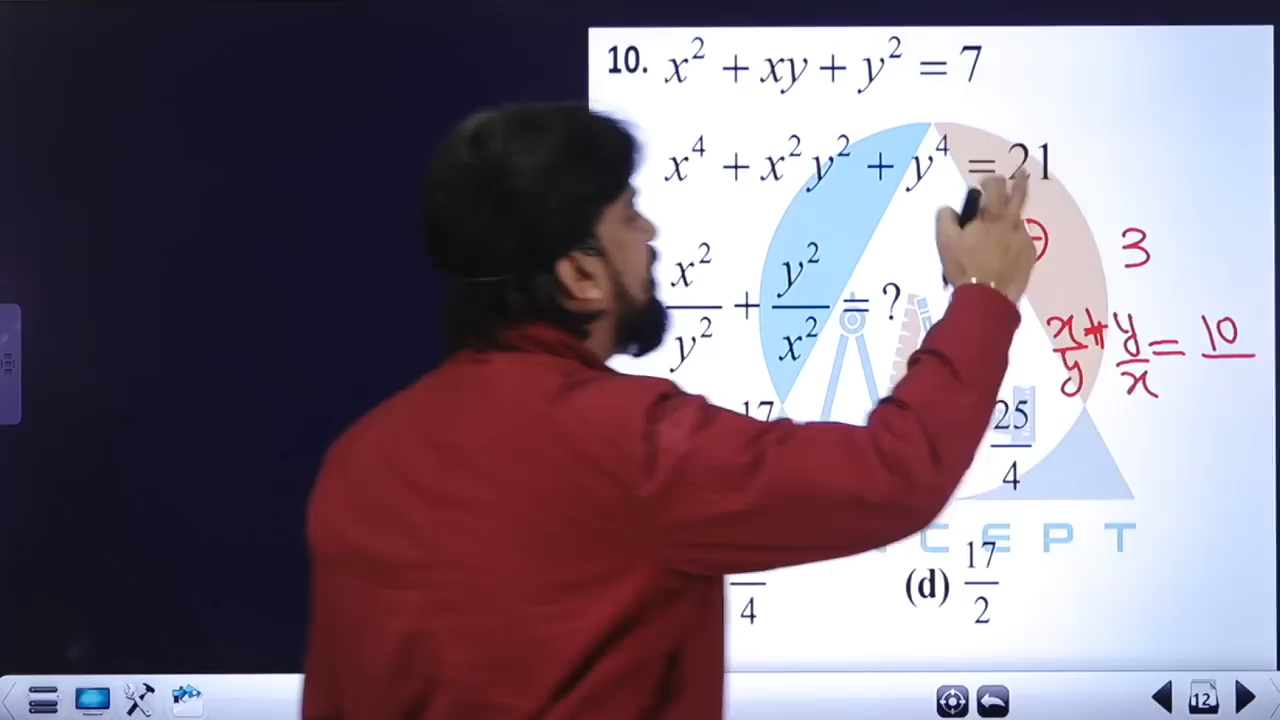 10. x² + xy + y² = 7
x⁴ + x²y² + y⁴ = 21
3
x²/y² + y²/x² = ?
x/y + y/x = 10
17
25/4
CEPT
4
(d) 17/2
12